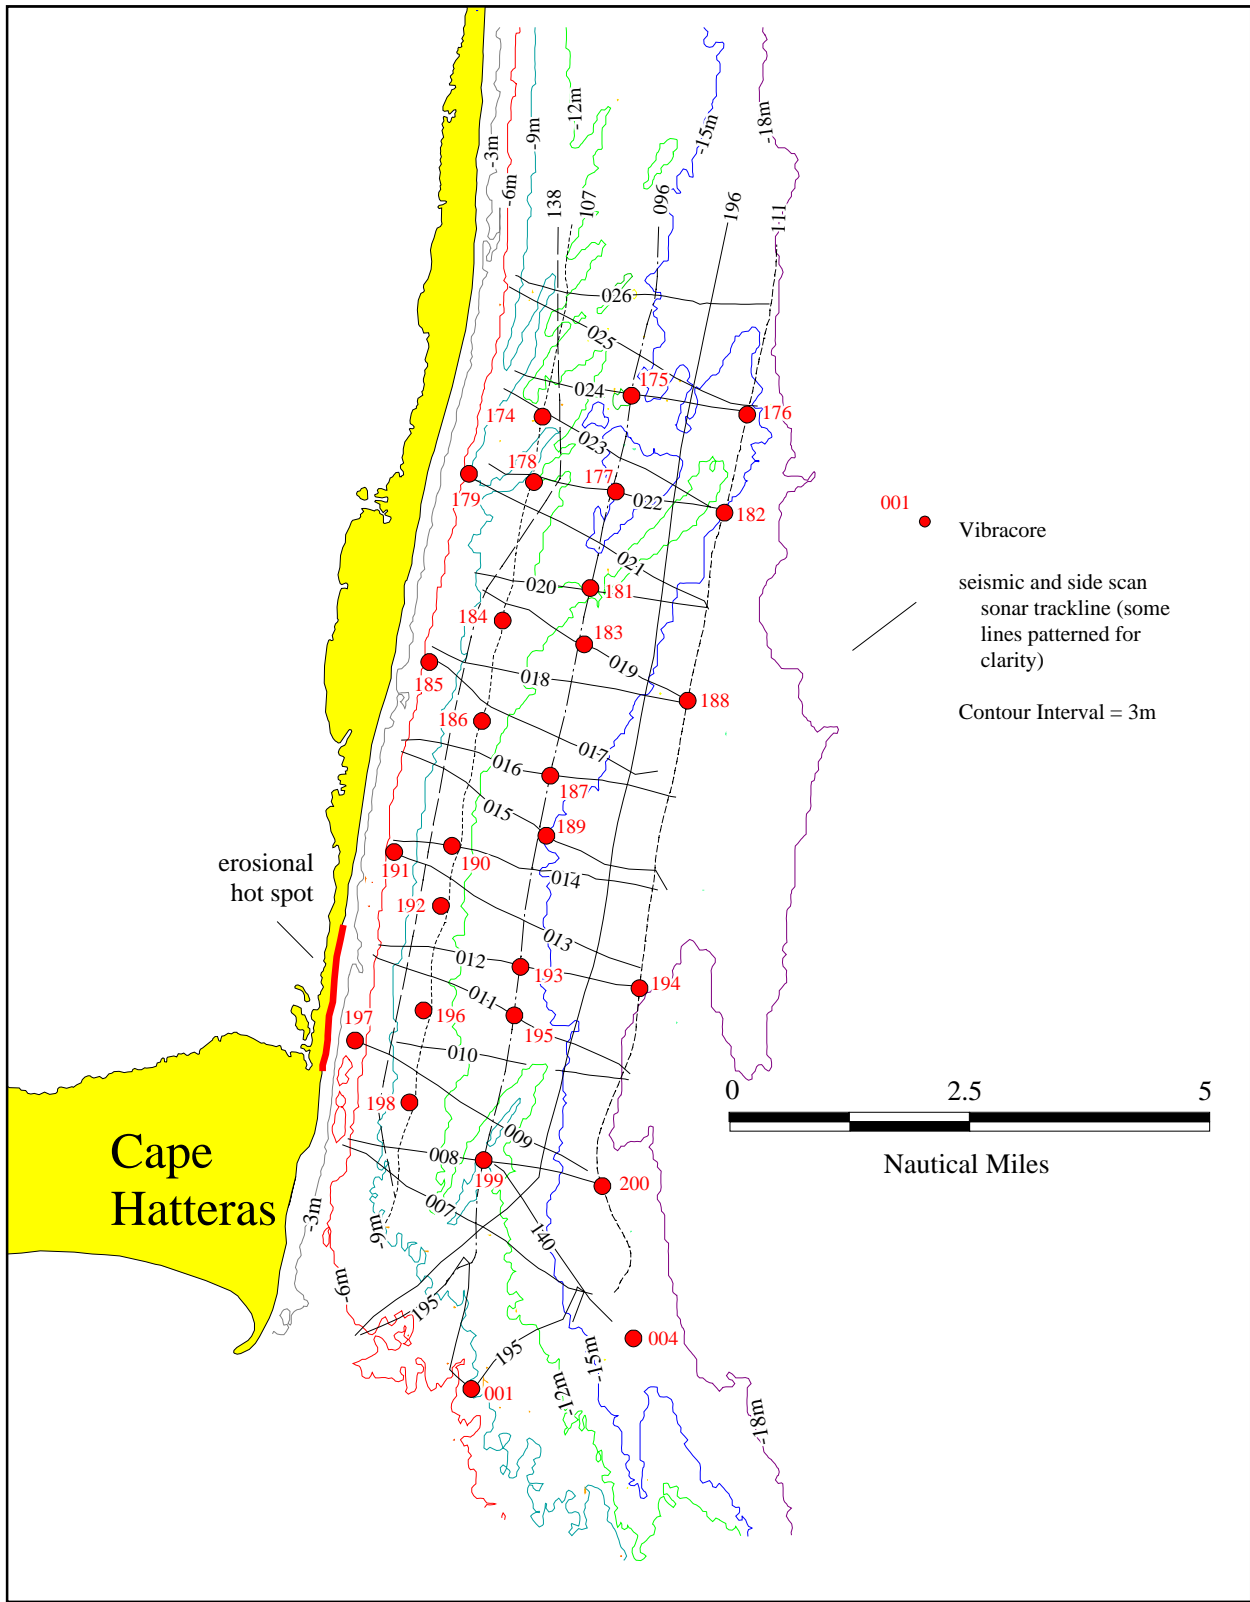 -3m
-6m
-9m
-12m
-15m
-18m
138
107
096
196
111
026
025
024
175
174
176
023
178
177
179
022
182
001
Vibracore
021
020
181
seismic and side scan
sonar trackline (some
lines patterned for
clarity)
184
183
019
185
018
188
186
Contour Interval = 3m
017
016
187
015
189
erosional
hot spot
191
190
014
192
013
012
193
194
011
196
195
197
010
0
2.5
5
198
009
Cape
Hatteras
008
199
200
Nautical Miles
007
-3m
-9m
140
-6m
195
004
195
-15m
001
-12m
-18m